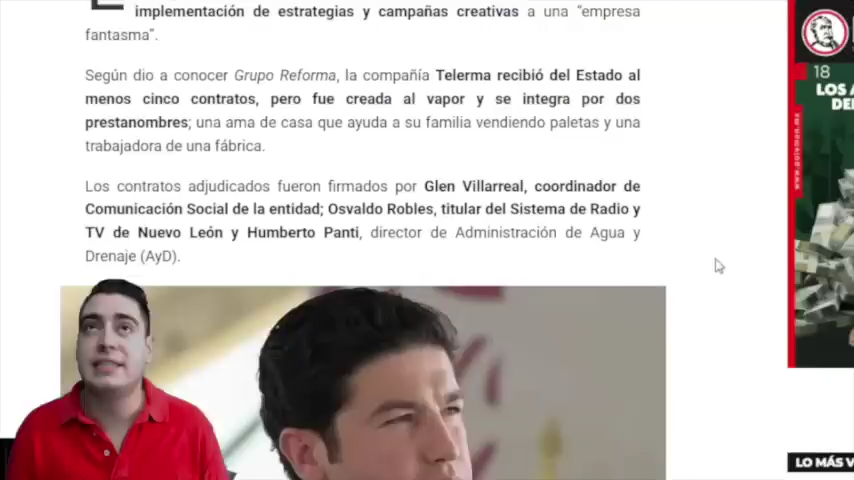 implementación de estrategias y campañas creativas a una “empresa
fantasma”.
Según dio a conocer Grupo Reforma, la compañía Telerma recibió del Estado al
menos cinco contratos, pero fue creada al vapor y se integra por dos
prestanombres; una ama de casa que ayuda a su familia vendiendo paletas y una
trabajadora de una fábrica.
Los contratos adjudicados fueron firmados por Glen Villarreal, coordinador de
Comunicación Social de la entidad; Osvaldo Robles, titular del Sistema de Radio y
TV de Nuevo León y Humberto Panti, director de Administración de Agua y
Drenaje (AyD).
18
LOS
LO MÁS V